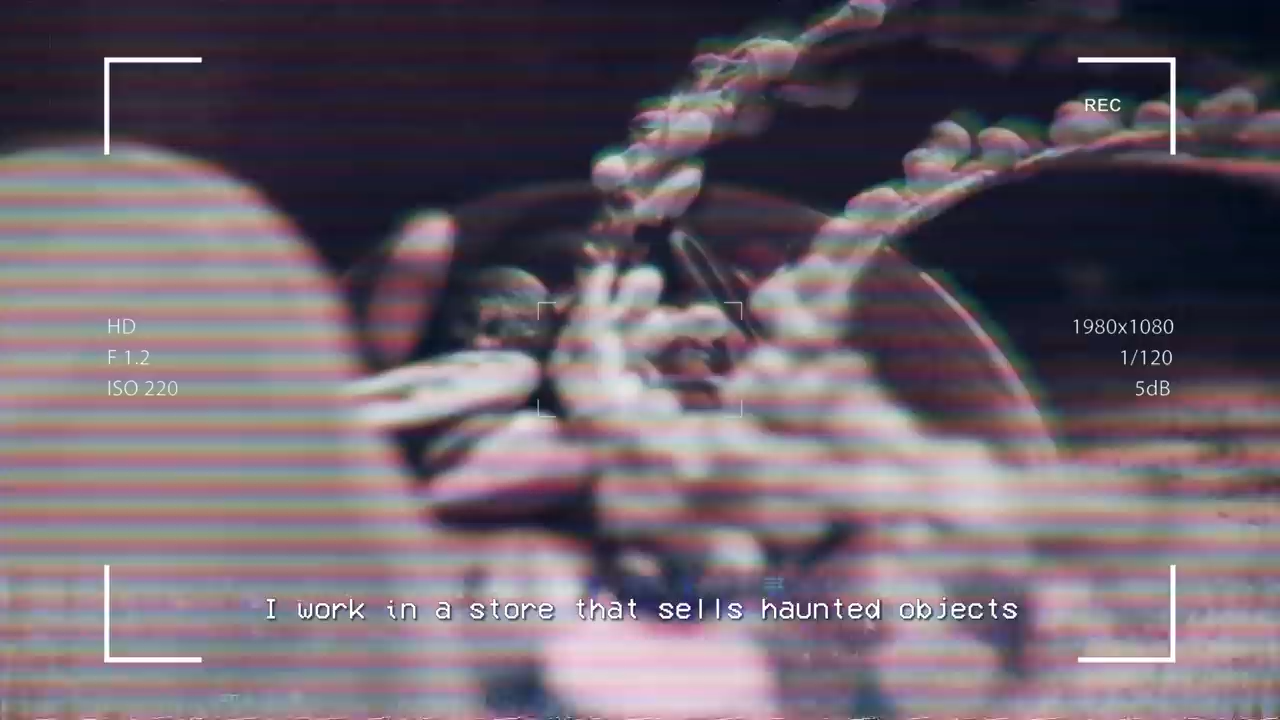 REC
HD
F 1.2
ISO 220
1980x1080
1/120
5dB
I work in a store that sells haunted objects